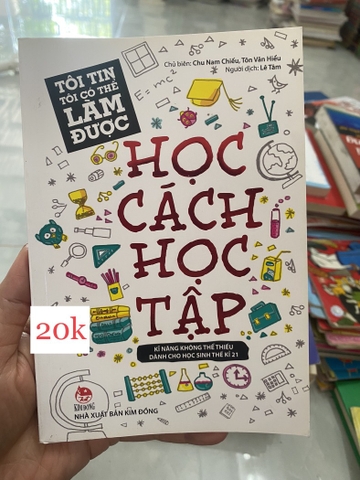 Chủ biên: Chu Nam Chiếu, Tôn Vân Hiểu
Người dịch: Lê Tâm
TÔI TIN
TÔI CÓ THỂ
LÀM
ĐƯỢC
E=mc²
HỌC
CÁCH
HỌC
TẬP
20k
KĨ NĂNG KHÔNG THỂ THIẾU
DÀNH CHO HỌC SINH THẾ KỈ 21
KIM ĐỒNG
NHÀ XUẤT BẢN KIM ĐỒNG